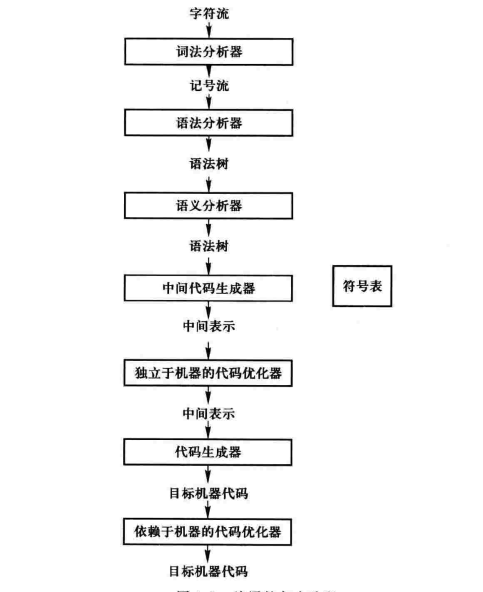 字符流
词法分析器
记号流
语法分析器
语法树
语义分析器
语法树
中间代码生成器
符号表
中间表示
独立于机器的代码优化器
中间表示
代码生成器
目标机器代码
依赖于机器的代码优化器
目标机器代码